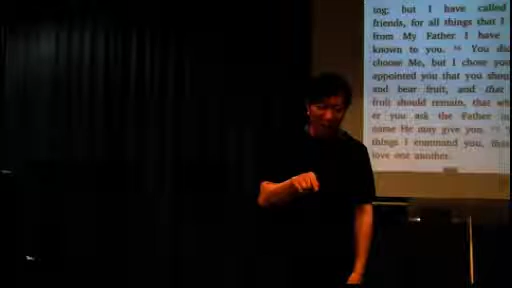 ing; but I have called
friends, for all things that I
from My Father I have
known to you. 16 You did
choose Me, but I chose you
appointed you that you shou
and bear fruit, and that
fruit should remain, that wh
er you ask the Father in
name He may give you.
things I command you, that
love one another.